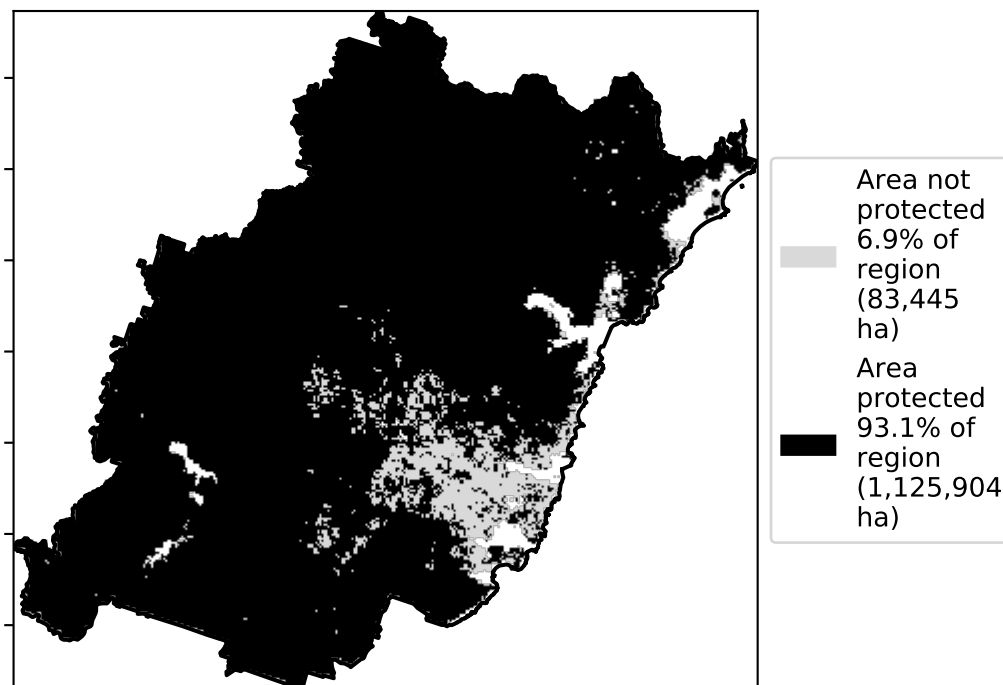 Area not
protected
6.9% of
region
(83,445
ha)
Area
protected
93.1% of
region
(1,125,904
ha)